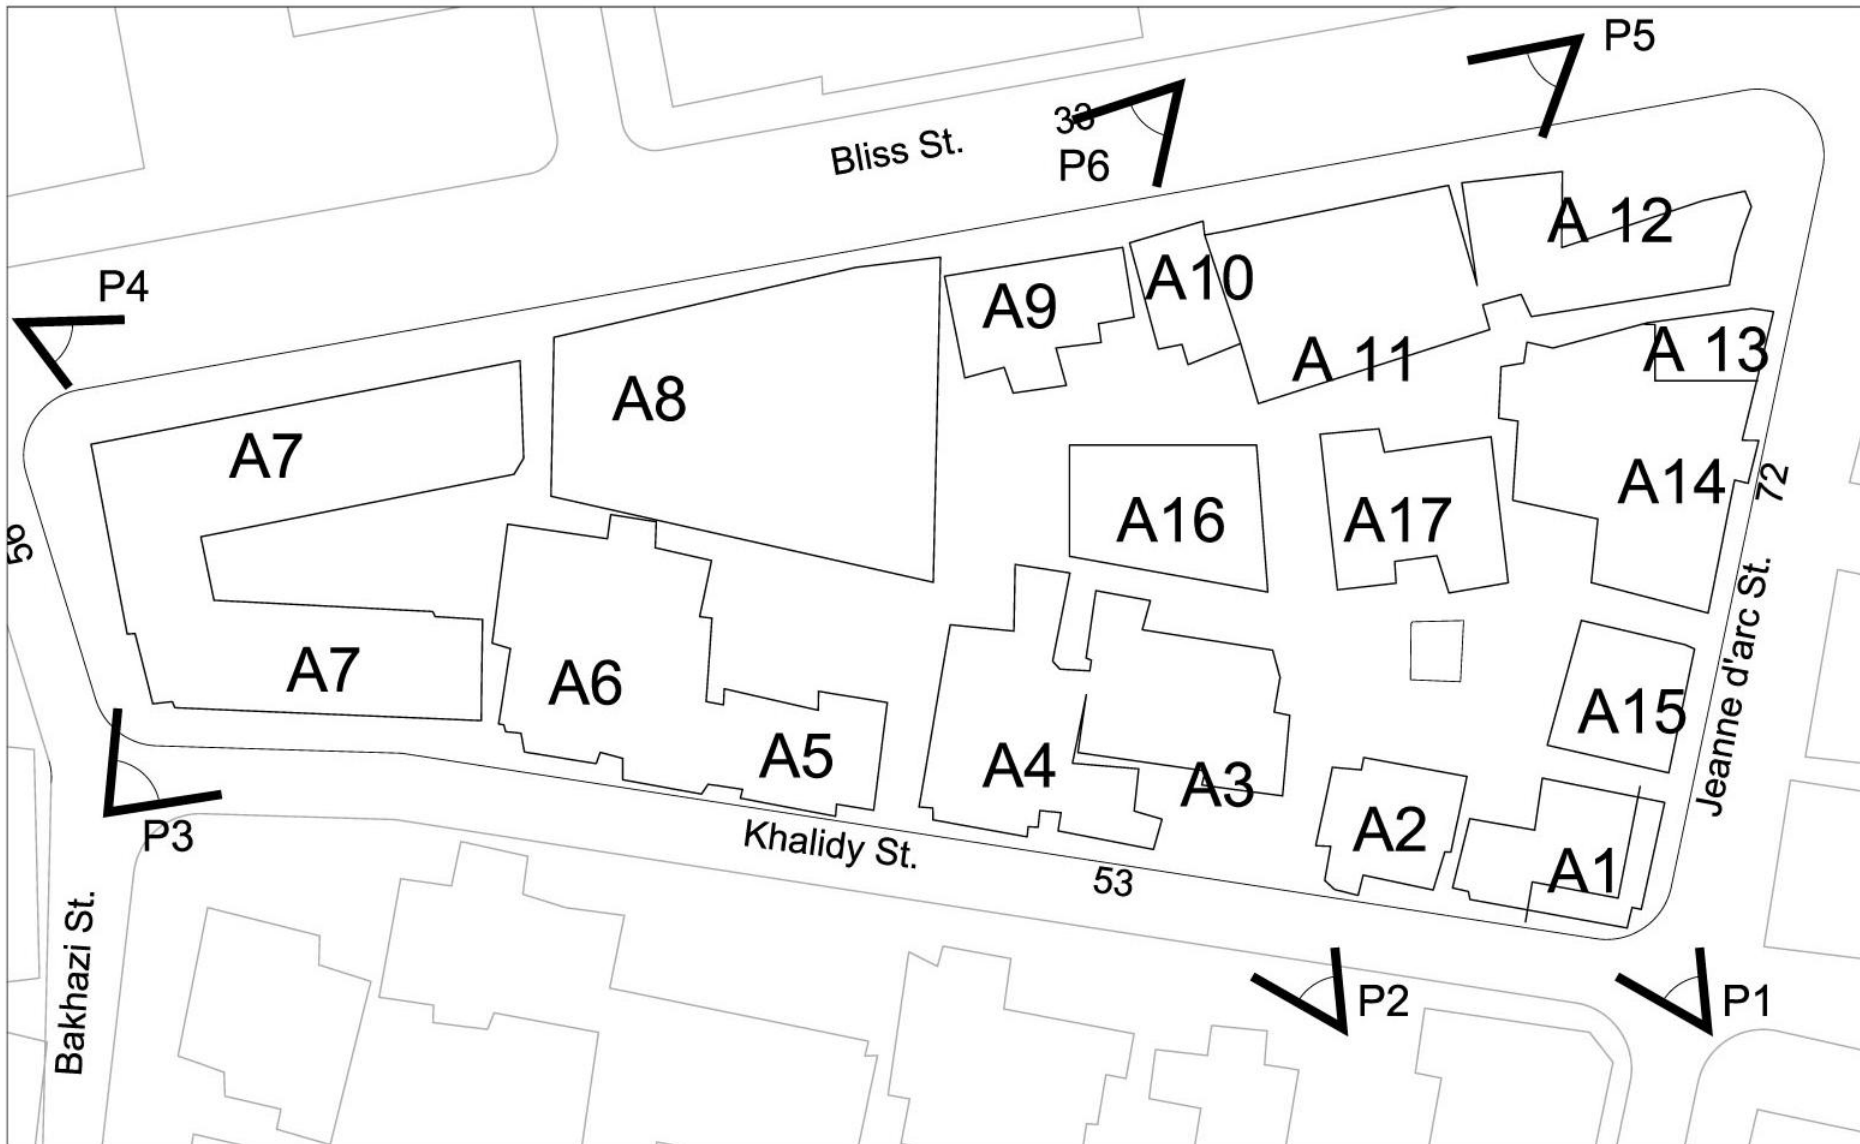 P5
33
P6
Bliss St.
A 12
P4
A10
A9
A 11
A 13
A8
A7
A14
72
A16
A17
56
A7
A6
A15
Jeanne d'arc St.
A5
A4
A3
A2
A1
P3
Khalidy St.
53
Bakhazi St.
P2
P1